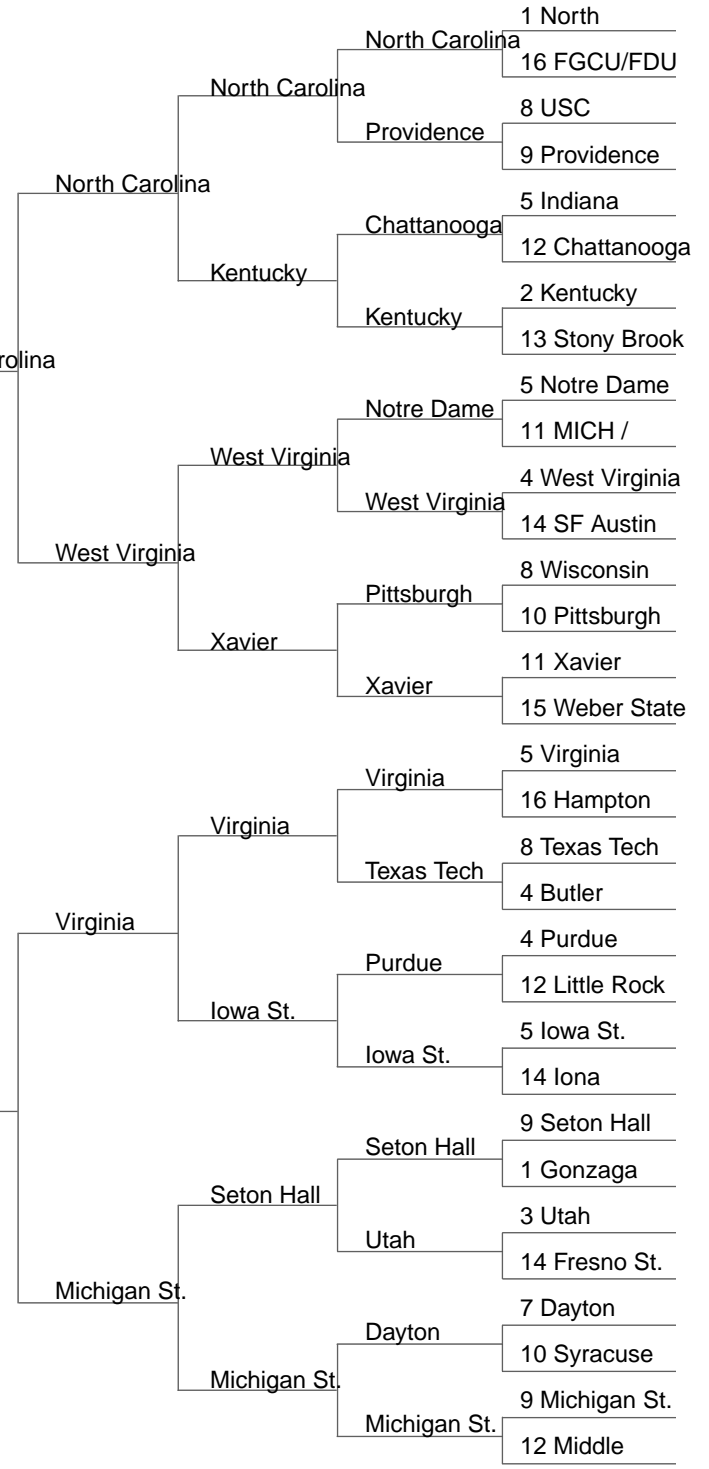 1 North
North Carolina
16 FGCU/FDU
North Carolina
8 USC
Providence
9 Providence
North Carolina
5 Indiana
Chattanooga
12 Chattanooga
Kentucky
2 Kentucky
Kentucky
13 Stony Brook
rolina
5 Notre Dame
Notre Dame
11 MICH /
West Virginia
4 West Virginia
West Virginia
14 SF Austin
West Virginia
8 Wisconsin
Pittsburgh
10 Pittsburgh
Xavier
11 Xavier
Xavier
15 Weber State
5 Virginia
Virginia
16 Hampton
Virginia
8 Texas Tech
Texas Tech
4 Butler
Virginia
4 Purdue
Purdue
12 Little Rock
Iowa St.
5 Iowa St.
Iowa St.
14 Iona
9 Seton Hall
Seton Hall
1 Gonzaga
Seton Hall
3 Utah
Utah
14 Fresno St.
Michigan St.
7 Dayton
Dayton
10 Syracuse
Michigan St.
9 Michigan St.
Michigan St.
12 Middle